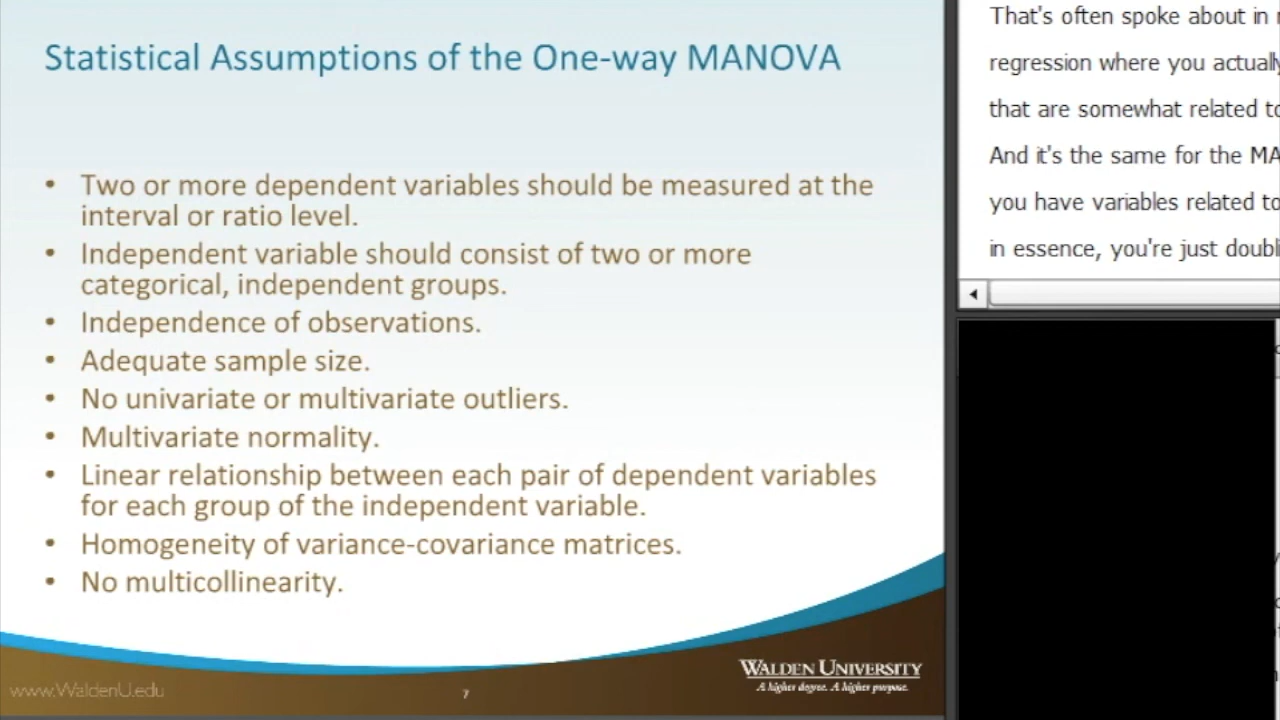 Statistical Assumptions of the One-way MANOVA
• Two or more dependent variables should be measured at the
interval or ratio level.
• Independent variable should consist of two or more
categorical, independent groups.
• Independence of observations.
• Adequate sample size.
• No univariate or multivariate outliers.
• Multivariate normality.
• Linear relationship between each pair of dependent variables
for each group of the independent variable.
• Homogeneity of variance-covariance matrices.
• No multicollinearity.
www.WaldenU.edu
7
WALDEN UNIVERSITY
A higher degree. A higher purpose.
That's often spoke about in
regression where you actually
that are somewhat related to
And it's the same for the
you have variables related to
in essence, you're just